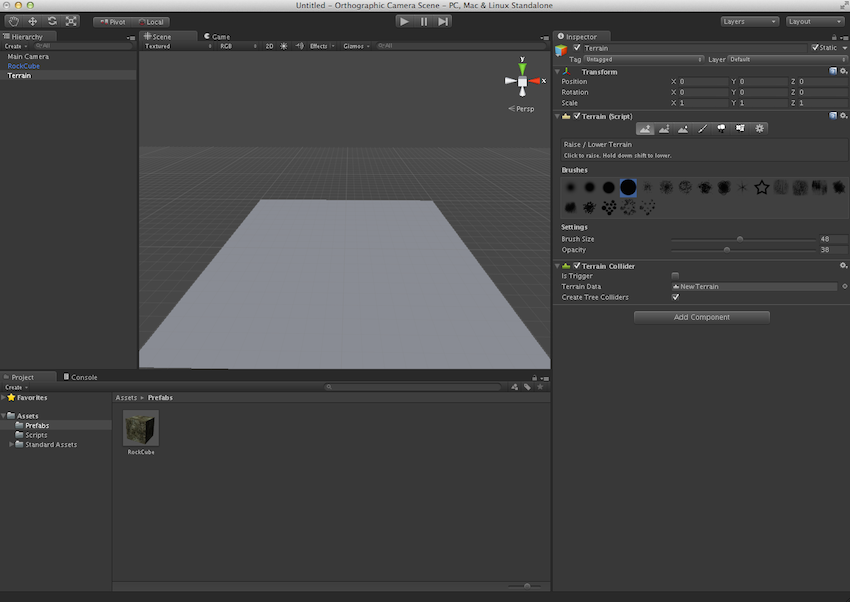 Untitled – Orthographic Camera Scene – PC, Mac & Linux Standalone
Pivot Local Layers Layout
Hierarchy
Create All
Main Camera
RockCube
Terrain
Scene Game
Textured RGB 2D Effects Gizmos All
y
x
Persp
Inspector
Terrain Static
Tag Untagged Layer Default
Transform
Position X 0 Y 0 Z 0
Rotation X 0 Y 0 Z 0
Scale X 1 Y 1 Z 1
Terrain (Script)
Raise / Lower Terrain
Click to raise. Hold down shift to lower.
Brushes
Settings
Brush Size 48
Opacity 38
Terrain Collider
Is Trigger
Terrain Data New Terrain
Create Tree Colliders
Add Component
Project Console
Create
Favorites
Assets
Prefabs
Scripts
Standard Assets
Assets Prefabs
RockCube